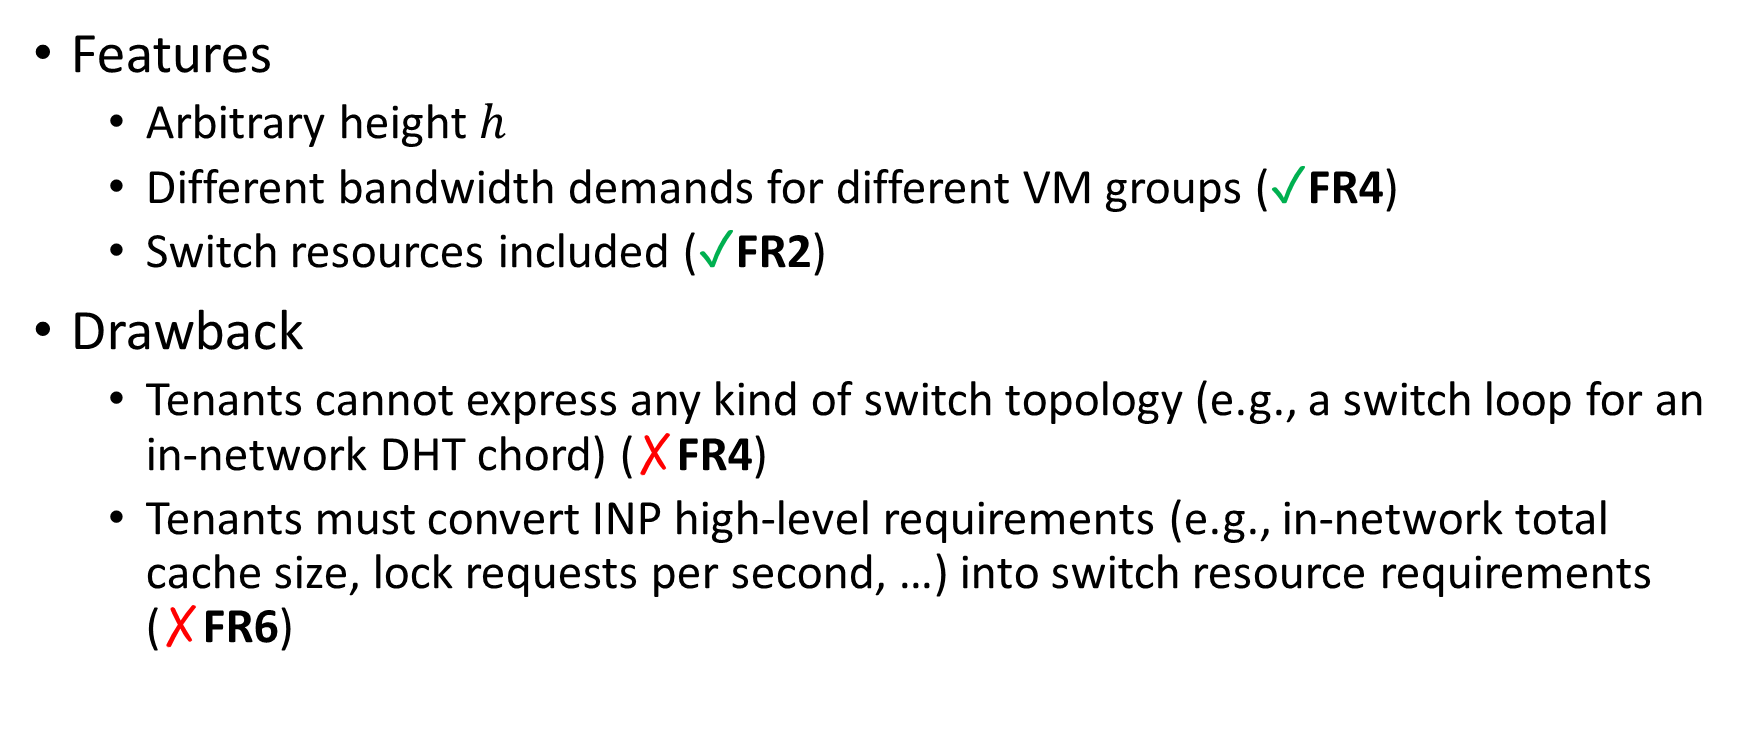 • Features
• Arbitrary height h
• Different bandwidth demands for different VM groups (✓FR4)
• Switch resources included (✓FR2)
• Drawback
• Tenants cannot express any kind of switch topology (e.g., a switch loop for an
in-network DHT chord) (✗FR4)
• Tenants must convert INP high-level requirements (e.g., in-network total
cache size, lock requests per second, …) into switch resource requirements
(✗FR6)